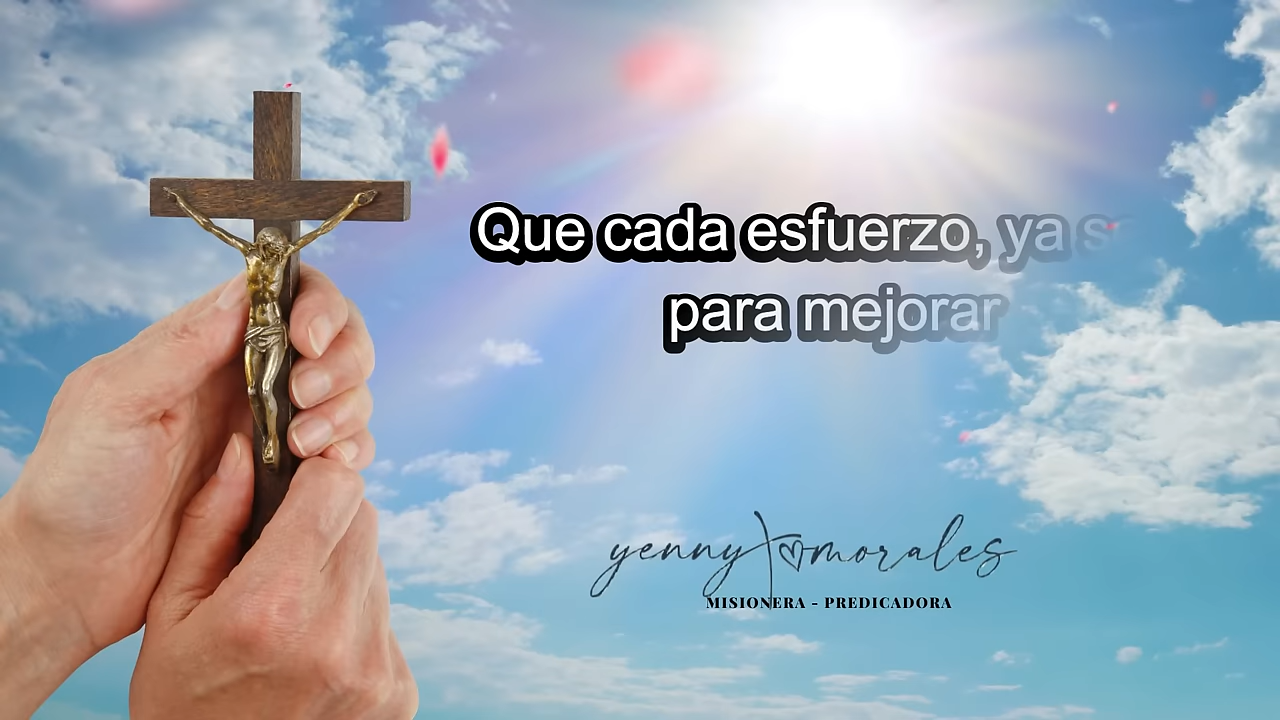 Que cada esfuerzo, ya
para mejorar
yenny morales
MISIONERA - PREDICADORA